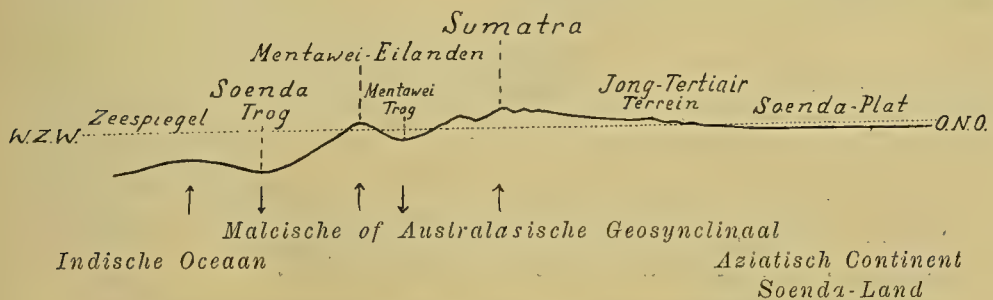 Sumatra
Mentawei-Eilanden
Soenda
Trog
Mentawei
Trog
Jong-Tertiair
Terrein
Zeespiegel
Soenda-Plat
W.Z.W.
O.N.O.
Maleische of Australasische Geosynclinaal
Indische Oceaan
Aziatisch Continent
Soenda-Land